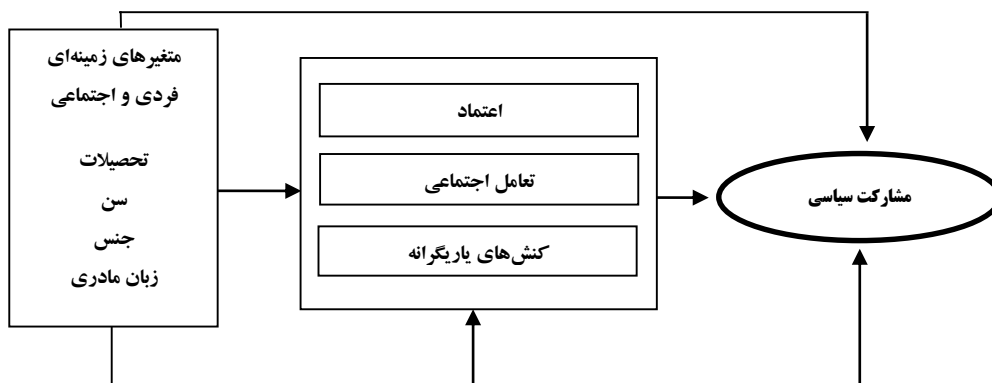 متغیرهای زمینه‌ای
فردی و اجتماعی
تحصیلات
سن
جنس
زبان مادری
اعتماد
تعامل اجتماعی
کنش‌های یاریگرانه
مشارکت سیاسی